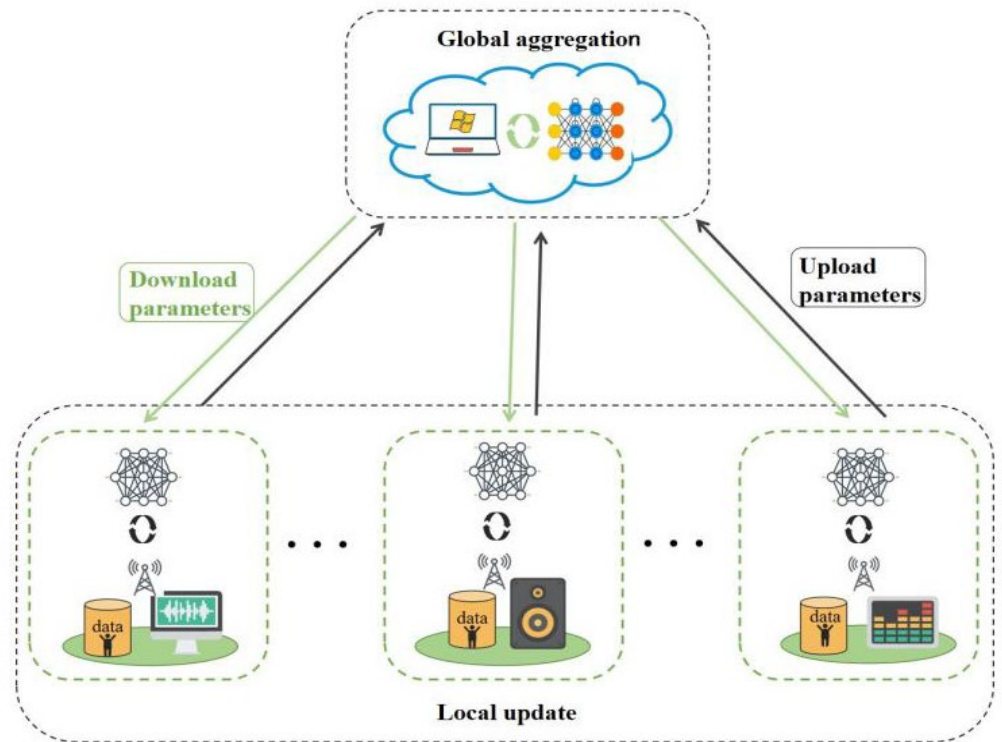 Global aggregation
Download
parameters
Upload
parameters
data
data
data
Local update